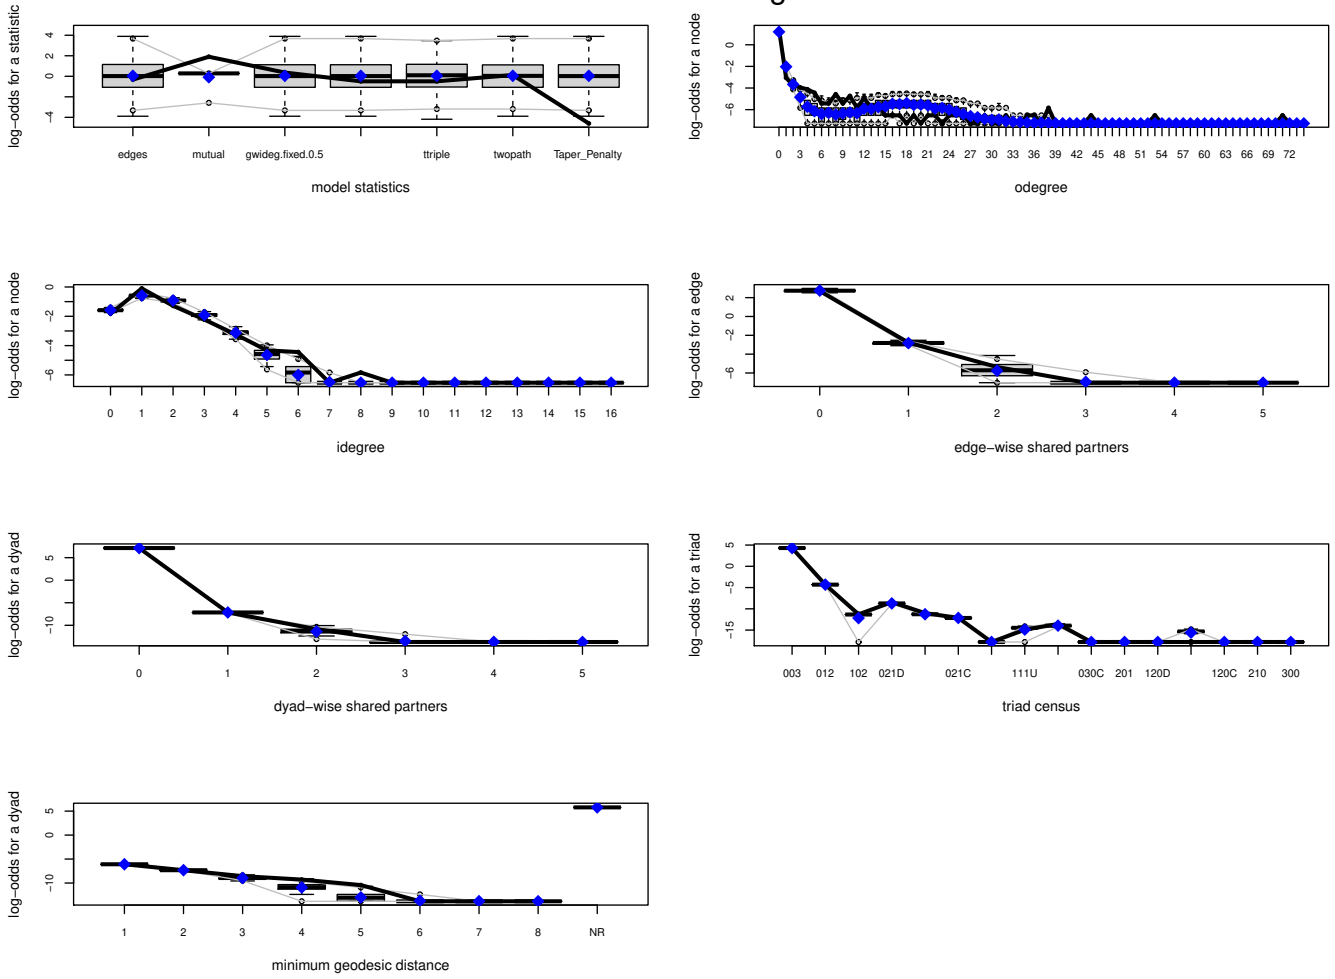 log−odds for a statistic
4
2
0
−4
edges mutual gwideg.fixed.0.5 ttriple twopath Taper_Penalty
model statistics
log−odds for a node
0
−2
−4
−6
0 3 6 9 12 15 18 21 24 27 30 33 36 39 42 45 48 51 54 57 60 63 66 69 72
odegree
log−odds for a node
0
−2
−4
−6
0 1 2 3 4 5 6 7 8 9 10 11 12 13 14 15 16
idegree
log−odds for a edge
2
0
−2
−6
0 1 2 3 4 5
edge−wise shared partners
log−odds for a dyad
5
0
−10
0 1 2 3 4 5
dyad−wise shared partners
log−odds for a triad
5
0
−5
−15
003 012 102 021D 021C 111U 030C 201 120D 120C 210 300
triad census
log−odds for a dyad
5
0
−10
1 2 3 4 5 6 7 8 NR
minimum geodesic distance